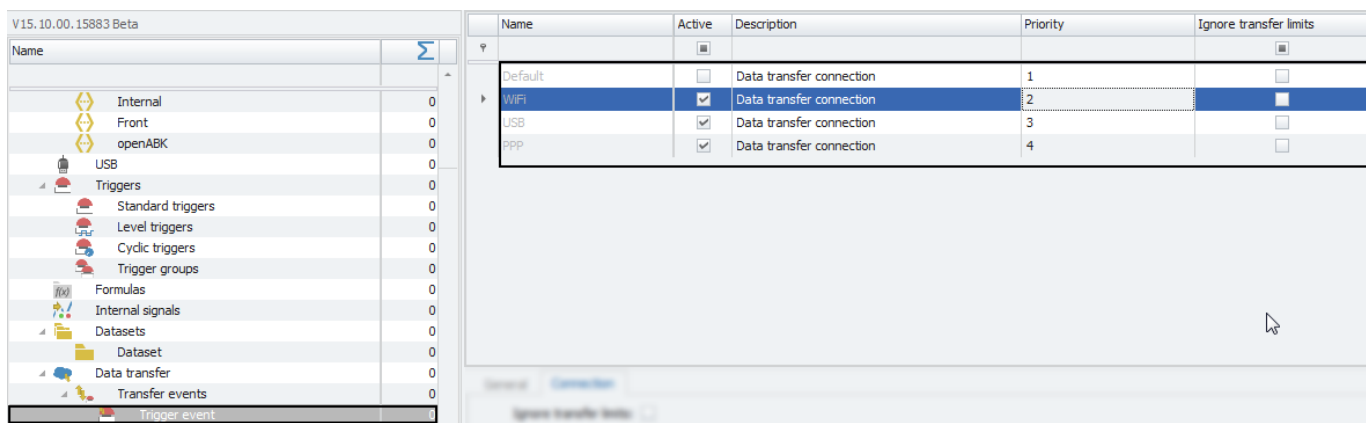 V15.10.00.15883 Beta
Name Σ
Internal 0
Front 0
openABK 0
USB 0
Triggers 0
Standard triggers 0
Level triggers 0
Cyclic triggers 0
Trigger groups 0
f(x) Formulas 0
Internal signals 0
Datasets 0
Dataset 0
Data transfer 0
Transfer events 0
Trigger event 0
Name Active Description Priority Ignore transfer limits
Default Data transfer connection 1
WiFi Data transfer connection 2
USB Data transfer connection 3
PPP Data transfer connection 4
General Connection
Ignore transfer limits